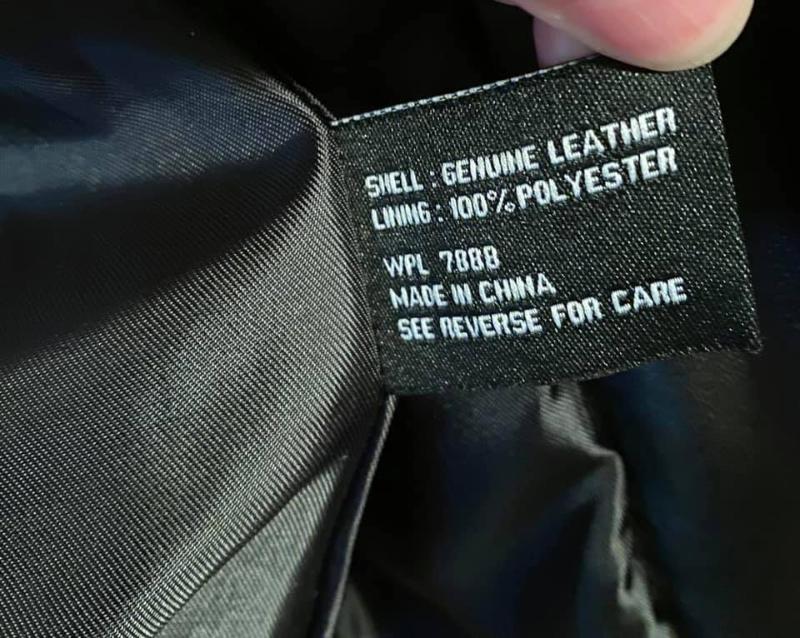 SHELL : GENUINE LEATHER
LINING : 100% POLYESTER
WPL 7888
MADE IN CHINA
SEE REVERSE FOR CARE